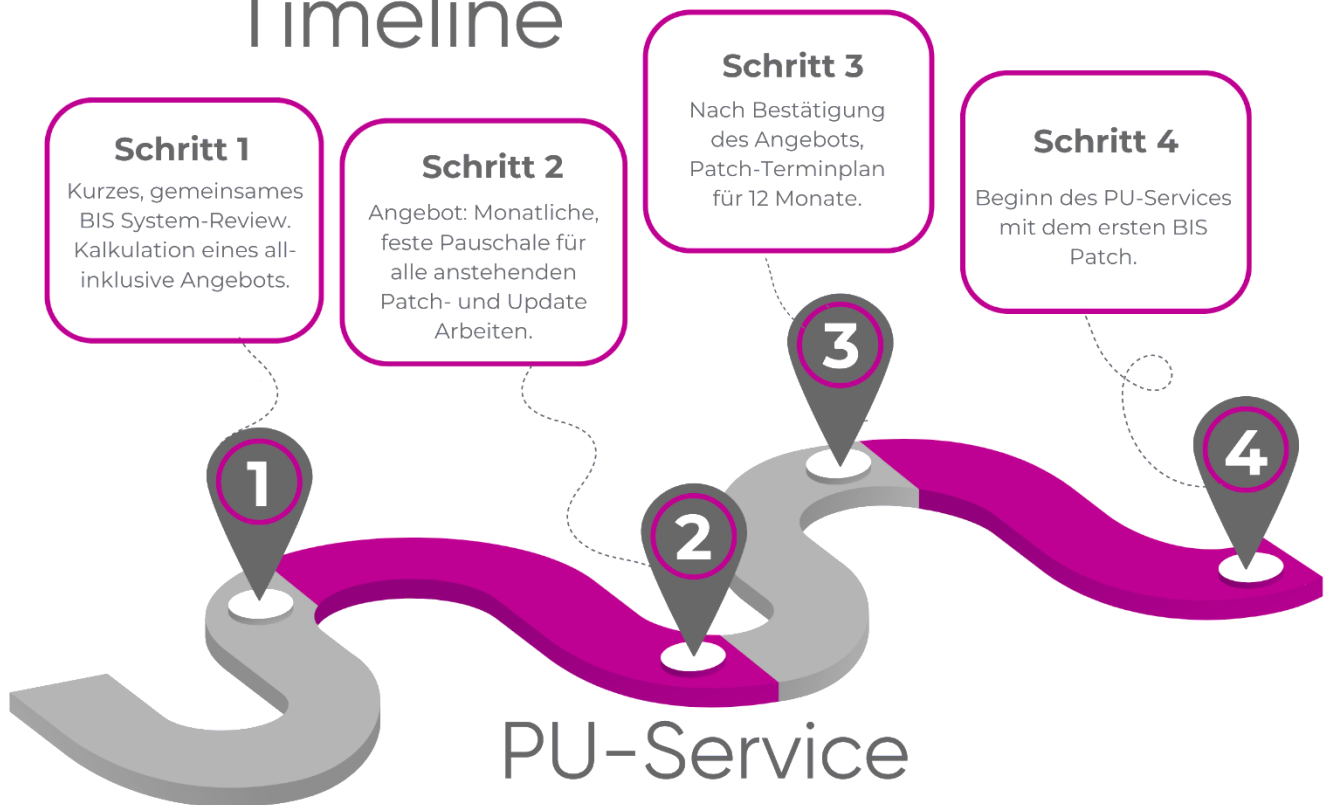 Timeline
Schritt 1
Kurzes, gemeinsames
BIS System-Review.
Kalkulation eines all-
inklusive Angebots.
Schritt 2
Angebot: Monatliche,
feste Pauschale für
alle anstehenden
Patch- und Update
Arbeiten.
Schritt 3
Nach Bestätigung
des Angebots,
Patch-Terminplan
für 12 Monate.
Schritt 4
Beginn des PU-Services
mit dem ersten BIS
Patch.
1
2
3
4
PU-Service